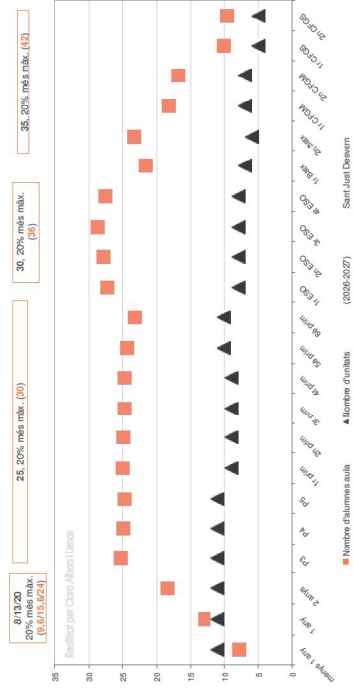 8/13/20
20% més màx.
(9,6/15,6/24)
25, 20% més màx. (30)
30, 20% més màx.
(36)
35, 20% més màx. (42)
35
30
25
20
15
10
5
0
Realitzat per Clara Albors i Llenas
menys 1 any
1 any
2 anys
P3
P4
P5
1r prim
2n prim
3r prim
4t prim
5è prim
6è prim
1r ESO
2n ESO
3r ESO
4t ESO
1r Batx
2n Batx
1r CFGM
2n CFGM
1r CFGS
2n CFGS
Nombre d'alumnes aula
Nombre d'unitats
(2026-2027)
Sant Just Desvern